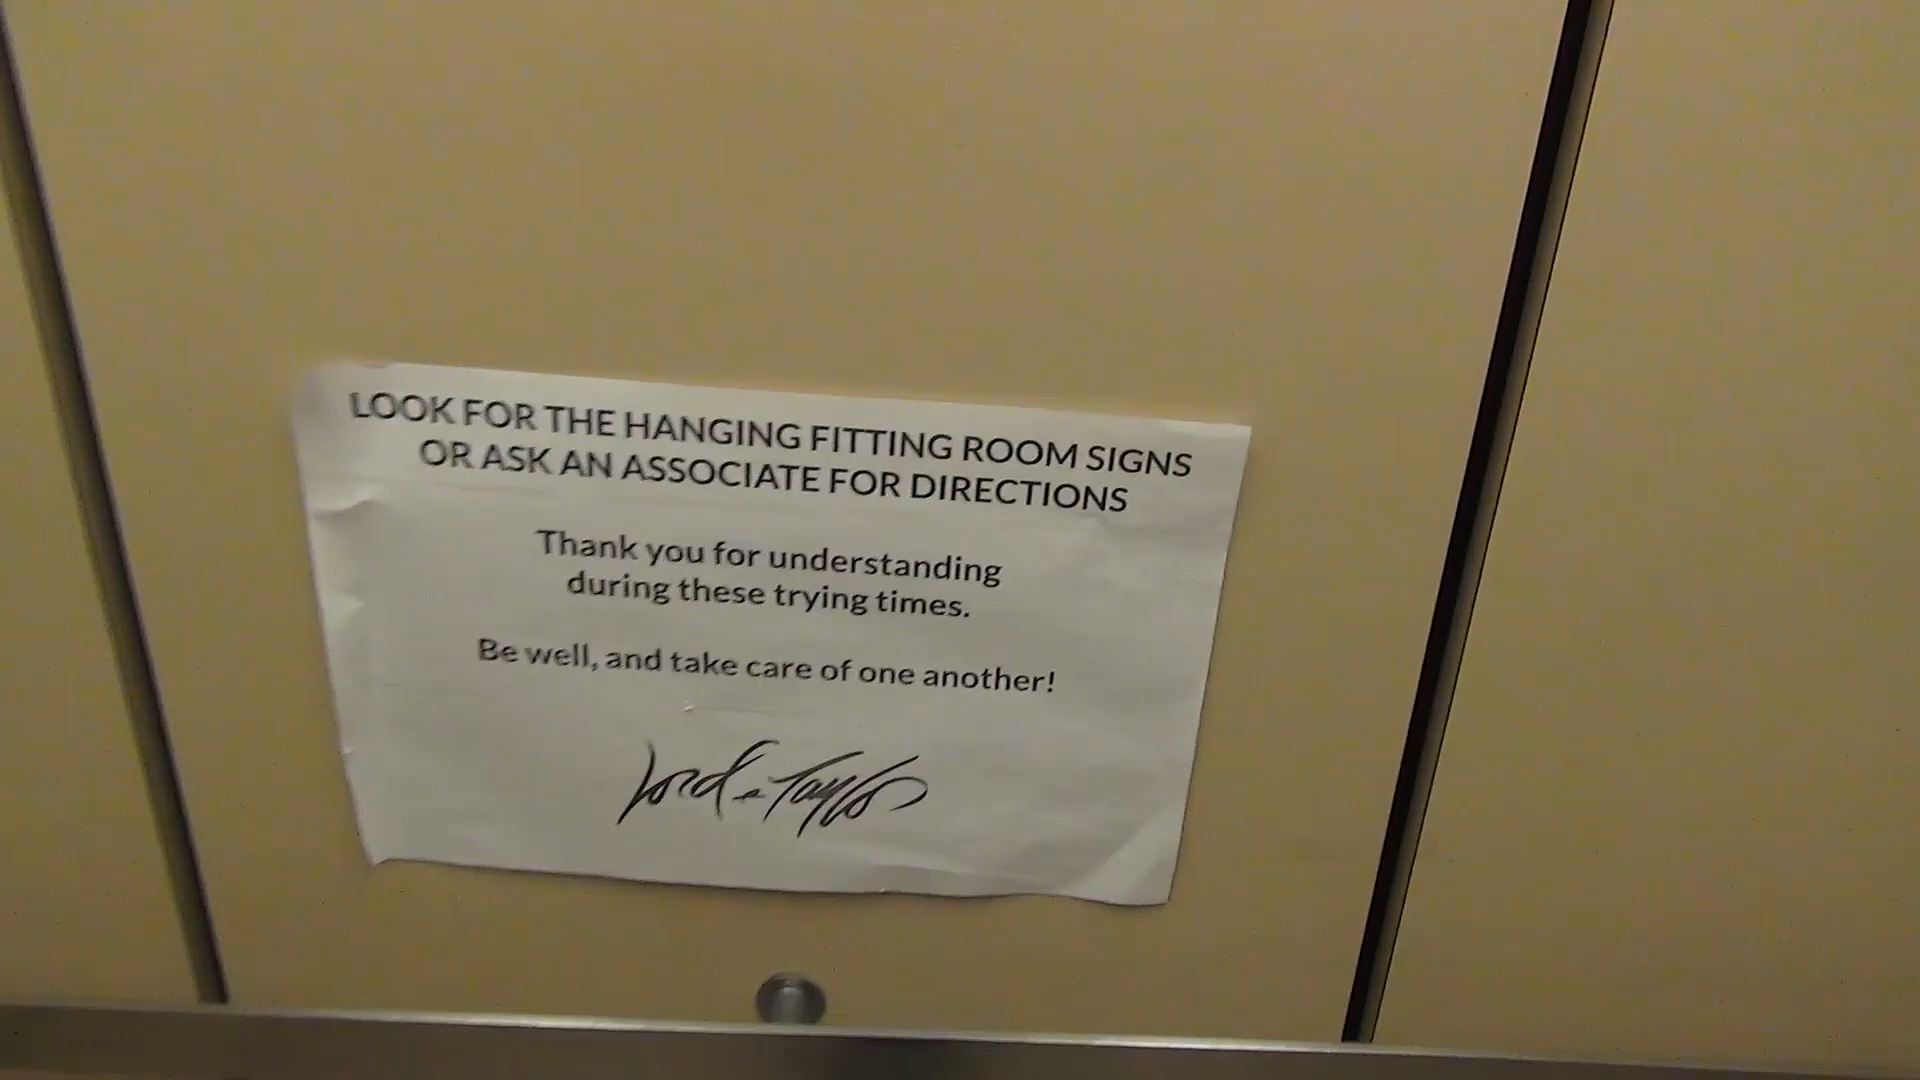 LOOK FOR THE HANGING FITTING ROOM SIGNS
OR ASK AN ASSOCIATE FOR DIRECTIONS
Thank you for understanding
during these trying times.
Be well, and take care of one another!
Lord & Taylor